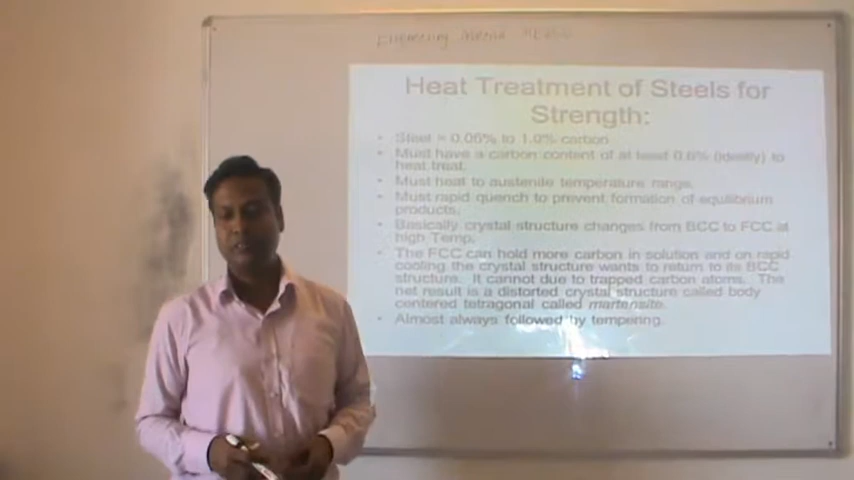 Heat Treatment of Steels for
Strength:
• Steel = 0.06% to 1.0% carbon
• Must have a carbon content of at least 0.6% (ideally) to
heat treat.
• Must heat to austenite temperature range.
• Must rapid quench to prevent formation of equilibrium
products.
• Basically crystal structure changes from BCC to FCC at
high Temp.
• The FCC can hold more carbon in solution and on rapid
cooling the crystal structure wants to return to its BCC
structure. It cannot due to trapped carbon atoms. The
net result is a distorted crystal structure called body
centered tetragonal called martensite.
• Almost always followed by tempering.